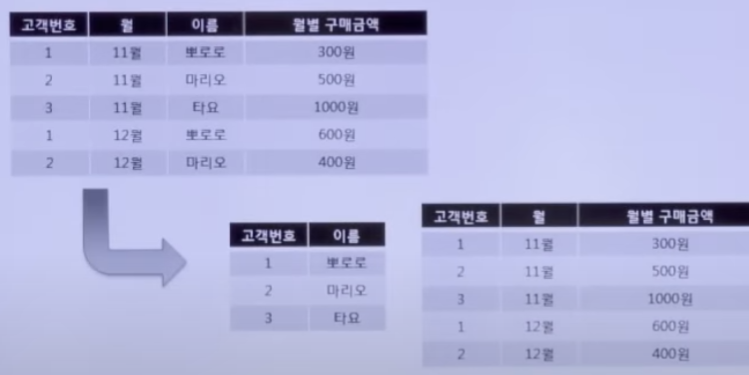 고객번호 월 이름 월별 구매금액
1 11월 뽀로로 300원
2 11월 마리오 500원
3 11월 타요 1000원
1 12월 뽀로로 600원
2 12월 마리오 400원
고객번호 이름
1 뽀로로
2 마리오
3 타요
고객번호 월 월별 구매금액
1 11월 300원
2 11월 500원
3 11월 1000원
1 12월 600원
2 12월 400원